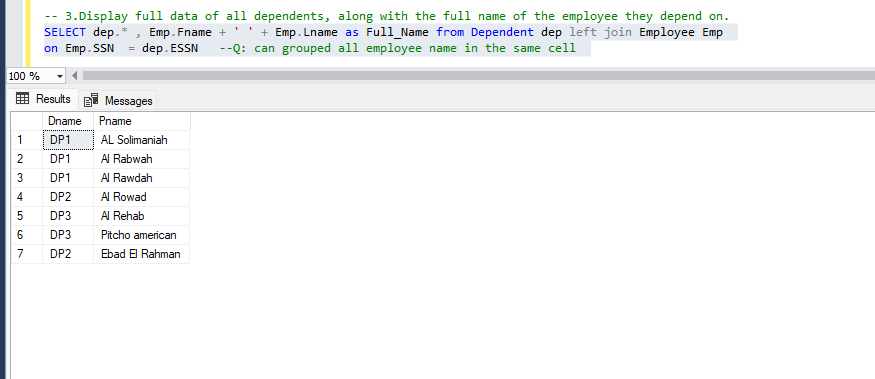 -- 3.Display full data of all dependents, along with the full name of the employee they depend on.
SELECT dep.* , Emp.Fname + ' ' + Emp.Lname as Full_Name from Dependent dep left join Employee Emp
on Emp.SSN  = dep.ESSN   --Q: can grouped all employee name in the same cell
100 %
Results Messages
Dname Pname
1 DP1 AL Solimaniah
2 DP1 Al Rabwah
3 DP1 Al Rawdah
4 DP2 Al Rowad
5 DP3 Al Rehab
6 DP3 Pitcho american
7 DP2 Ebad El Rahman